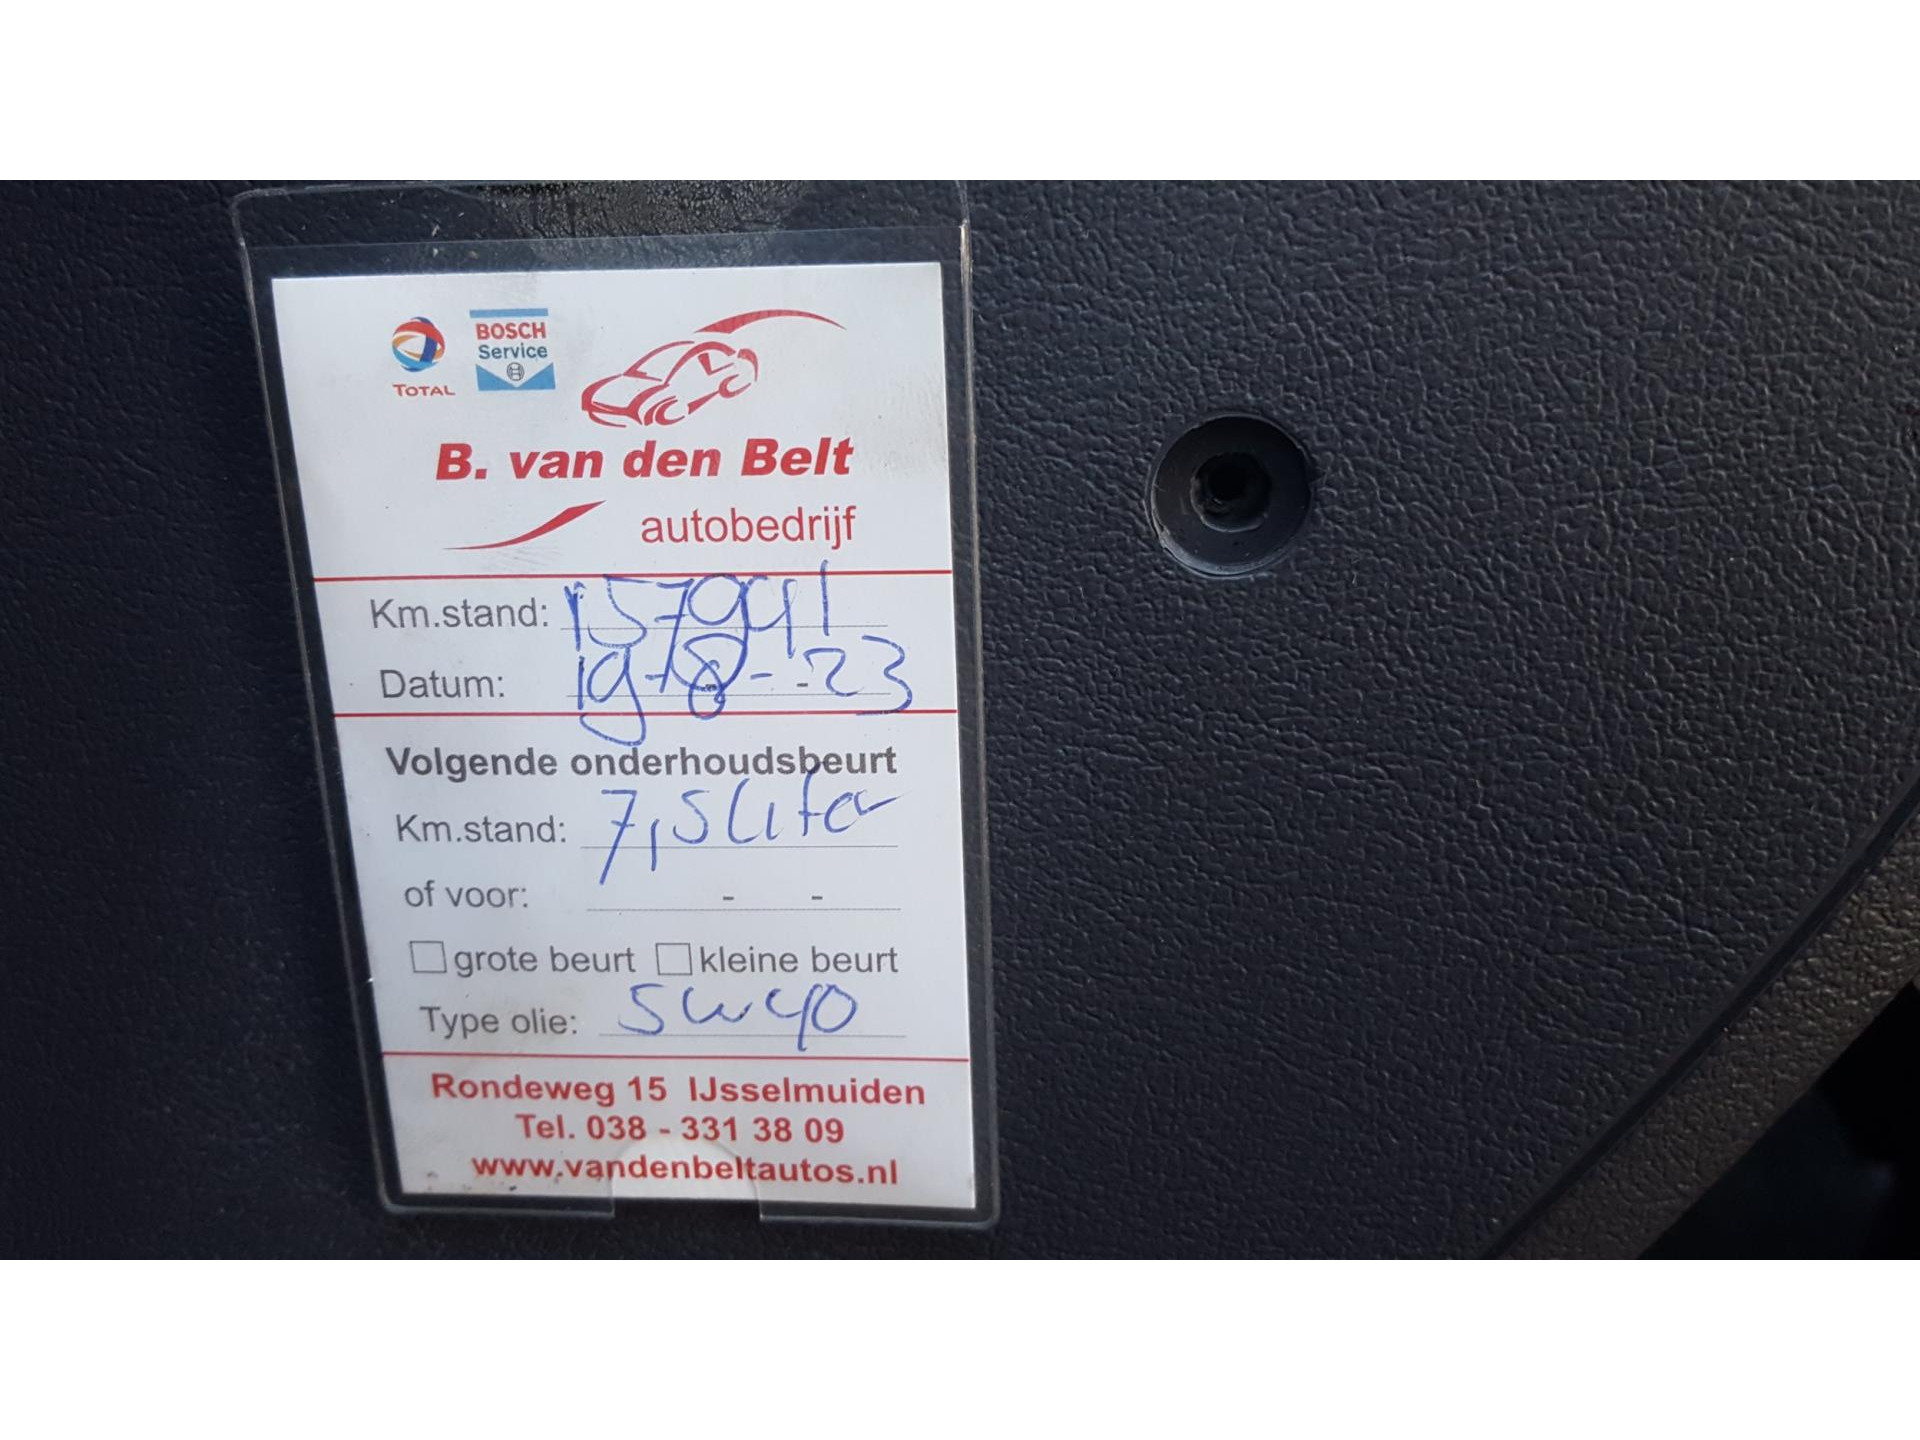 TOTAL
BOSCH
Service
B. van den Belt
autobedrijf
Km.stand: 157941
Datum: 19-8-23
Volgende onderhoudsbeurt
Km.stand: 7,5 liter
of voor: - -
grote beurt kleine beurt
Type olie: 5w40
Rondeweg 15 IJsselmuiden
Tel. 038 - 331 38 09
www.vandenbeltautos.nl